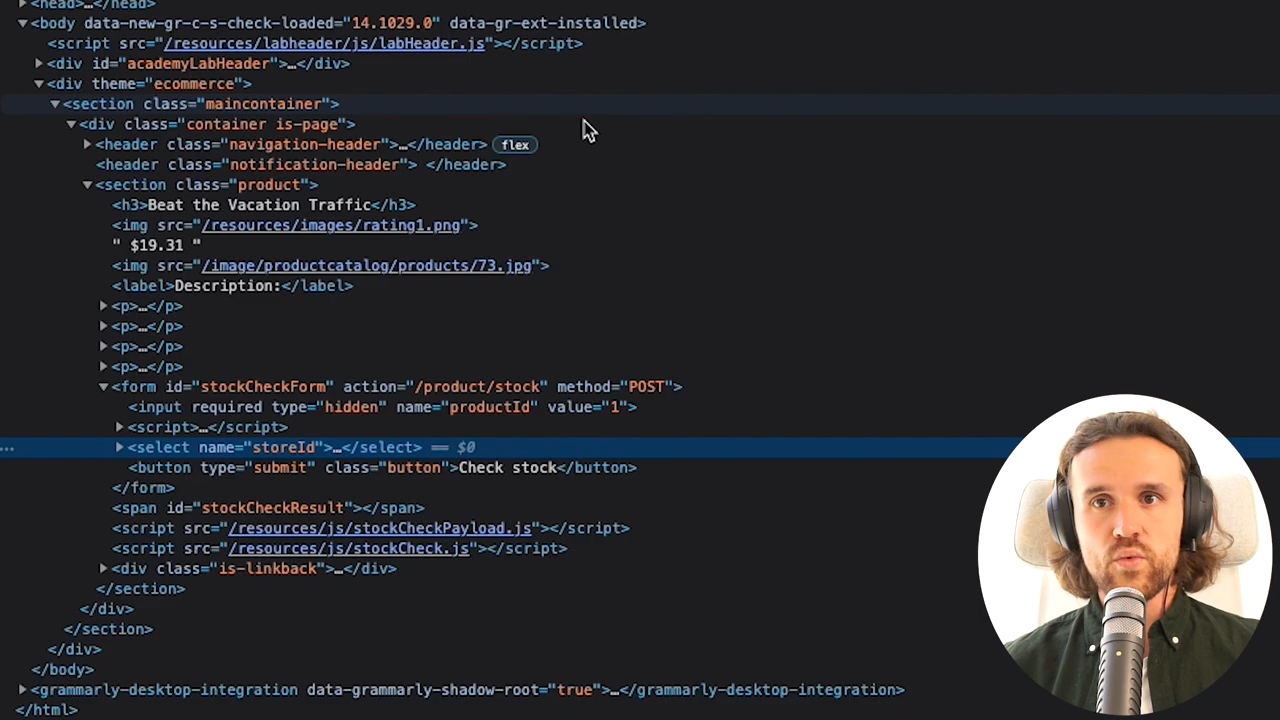 <head>…</head>
<body data-new-gr-c-s-check-loaded="14.1029.0" data-gr-ext-installed>
<script src="/resources/labheader/js/labHeader.js"></script>
<div id="academyLabHeader">…</div>
<div theme="ecommerce">
<section class="maincontainer">
<div class="container is-page">
<header class="navigation-header">…</header> flex
<header class="notification-header"> </header>
<section class="product">
<h3>Beat the Vacation Traffic</h3>
<img src="/resources/images/rating1.png">
" $19.31 "
<img src="/image/productcatalog/products/73.jpg">
<label>Description:</label>
<p>…</p>
<p>…</p>
<p>…</p>
<p>…</p>
<form id="stockCheckForm" action="/product/stock" method="POST">
<input required type="hidden" name="productId" value="1">
<script>…</script>
… <select name="storeId">…</select> == $0
<button type="submit" class="button">Check stock</button>
</form>
<span id="stockCheckResult"></span>
<script src="/resources/js/stockCheckPayload.js"></script>
<script src="/resources/js/stockCheck.js"></script>
<div class="is-linkback">…</div>
</section>
</div>
</section>
</div>
</body>
<grammarly-desktop-integration data-grammarly-shadow-root="true">…</grammarly-desktop-integration>
</html>